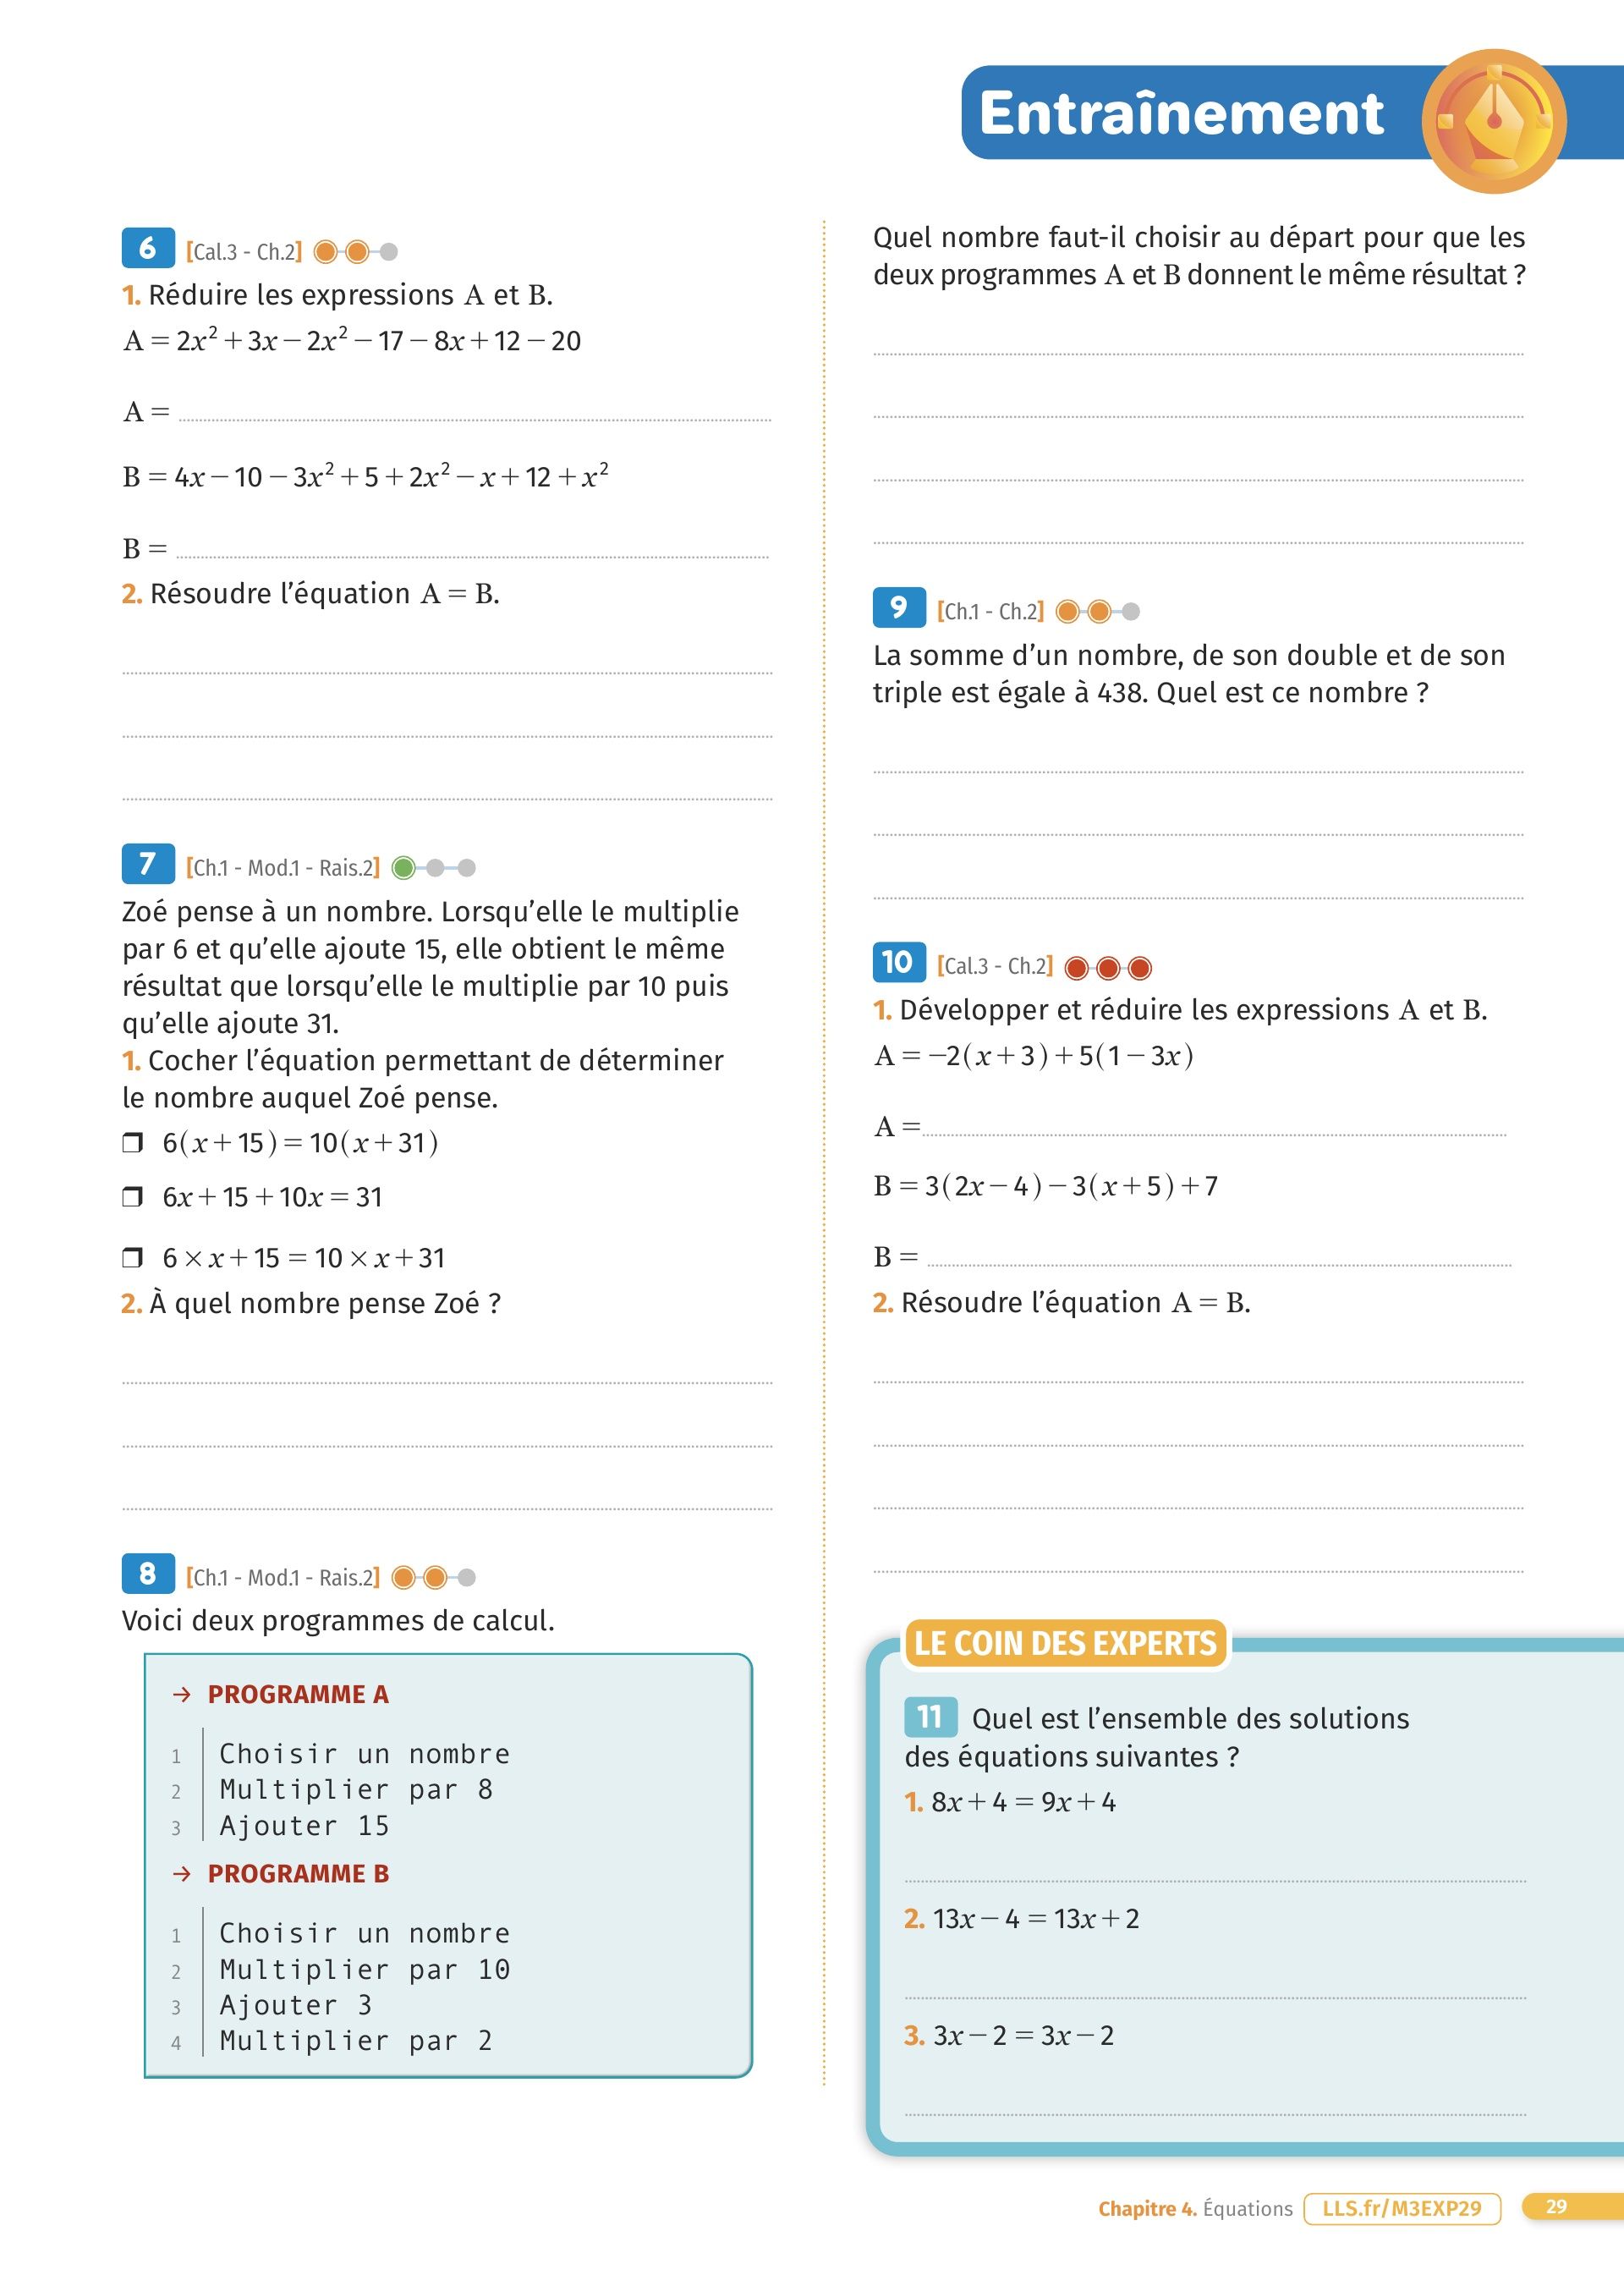 Entraînement
6 [Cal.3 - Ch.2]
1. Réduire les expressions A et B.
A = 2x² + 3x − 2x² − 17 − 8x + 12 − 20
A =
B = 4x − 10 − 3x² + 5 + 2x² − x + 12 + x²
B =
2. Résoudre l’équation A = B.
7 [Ch.1 - Mod.1 - Rais.2]
Zoé pense à un nombre. Lorsqu’elle le multiplie
par 6 et qu’elle ajoute 15, elle obtient le même
résultat que lorsqu’elle le multiplie par 10 puis
qu’elle ajoute 31.
1. Cocher l’équation permettant de déterminer
le nombre auquel Zoé pense.
❒ 6(x + 15) = 10(x + 31)
❒ 6x + 15 + 10x = 31
❒ 6 × x + 15 = 10 × x + 31
2. À quel nombre pense Zoé ?
8 [Ch.1 - Mod.1 - Rais.2]
Voici deux programmes de calcul.
→ PROGRAMME A
1 Choisir un nombre
2 Multiplier par 8
3 Ajouter 15
→ PROGRAMME B
1 Choisir un nombre
2 Multiplier par 10
3 Ajouter 3
4 Multiplier par 2
Quel nombre faut-il choisir au départ pour que les
deux programmes A et B donnent le même résultat ?
9 [Ch.1 - Ch.2]
La somme d’un nombre, de son double et de son
triple est égale à 438. Quel est ce nombre ?
10 [Cal.3 - Ch.2]
1. Développer et réduire les expressions A et B.
A = −2(x + 3) + 5(1 − 3x)
A =
B = 3(2x − 4) − 3(x + 5) + 7
B =
2. Résoudre l’équation A = B.
LE COIN DES EXPERTS
11 Quel est l’ensemble des solutions
des équations suivantes ?
1. 8x + 4 = 9x + 4
2. 13x − 4 = 13x + 2
3. 3x − 2 = 3x − 2
Chapitre 4. Équations LLS.fr/M3EXP29 29